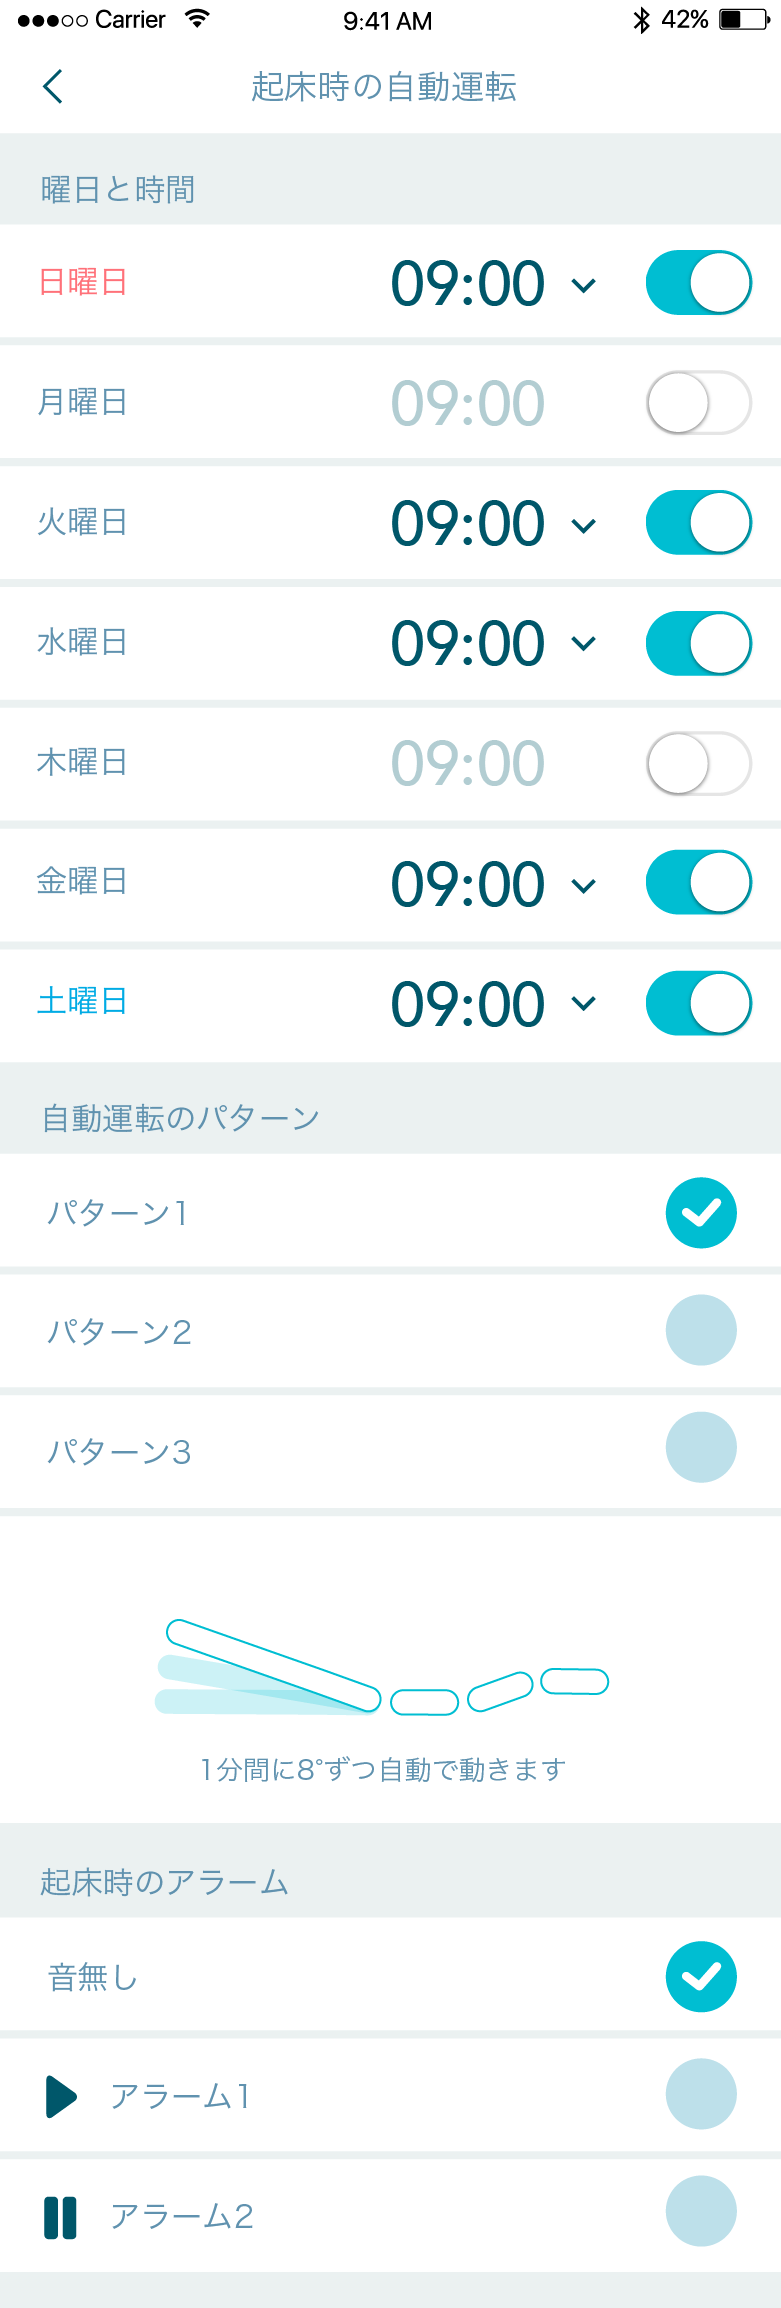 Carrier 9:41 AM 42%
起床時の自動運転
曜日と時間
日曜日 09:00
月曜日 09:00
火曜日 09:00
水曜日 09:00
木曜日 09:00
金曜日 09:00
土曜日 09:00
自動運転のパターン
パターン1
パターン2
パターン3
1分間に8°ずつ自動で動きます
起床時のアラーム
音無し
アラーム1
アラーム2